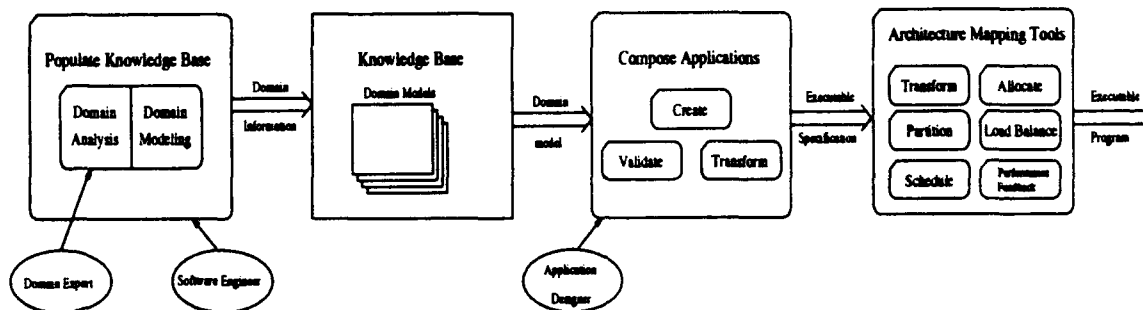 Populate Knowledge Base
Domain
Analysis
Domain
Modeling
Domain Expert
Software Engineer
Domain
Information
Knowledge Base
Domain Models
Domain
model
Compose Applications
Create
Validate
Transform
Application
Designer
Executable
Specification
Architecture Mapping Tools
Transform
Allocate
Partition
Load Balance
Schedule
Performance
Feedback
Executable
Program